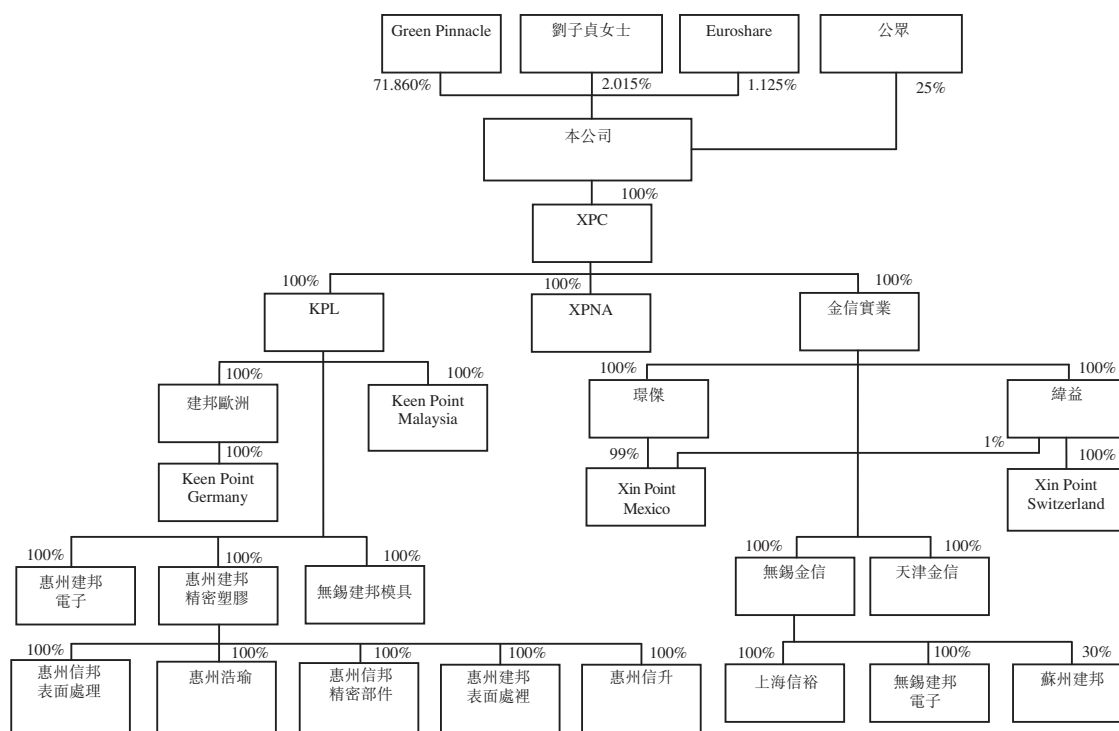 Green Pinnacle
劉子貞女士
Euroshare
公眾
71.860%
2.015%
1.125%
25%
本公司
100%
XPC
100%
100%
100%
KPL
XPNA
金信實業
100%
100%
100%
100%
建邦歐洲
Keen Point
Malaysia
環傑
緯益
100%
99%
1%
100%
Keen Point
Germany
Xin Point
Mexico
Xin Point
Switzerland
100%
100%
100%
100%
100%
惠州建邦
電子
惠州建邦
精密塑膠
無錫建邦模具
無錫金信
天津金信
100%
100%
100%
100%
100%
100%
100%
30%
惠州信邦
表面處理
惠州浩瑜
惠州信邦
精密部件
惠州建邦
表面處裡
惠州信升
上海信裕
無錫建邦
電子
蘇州建邦